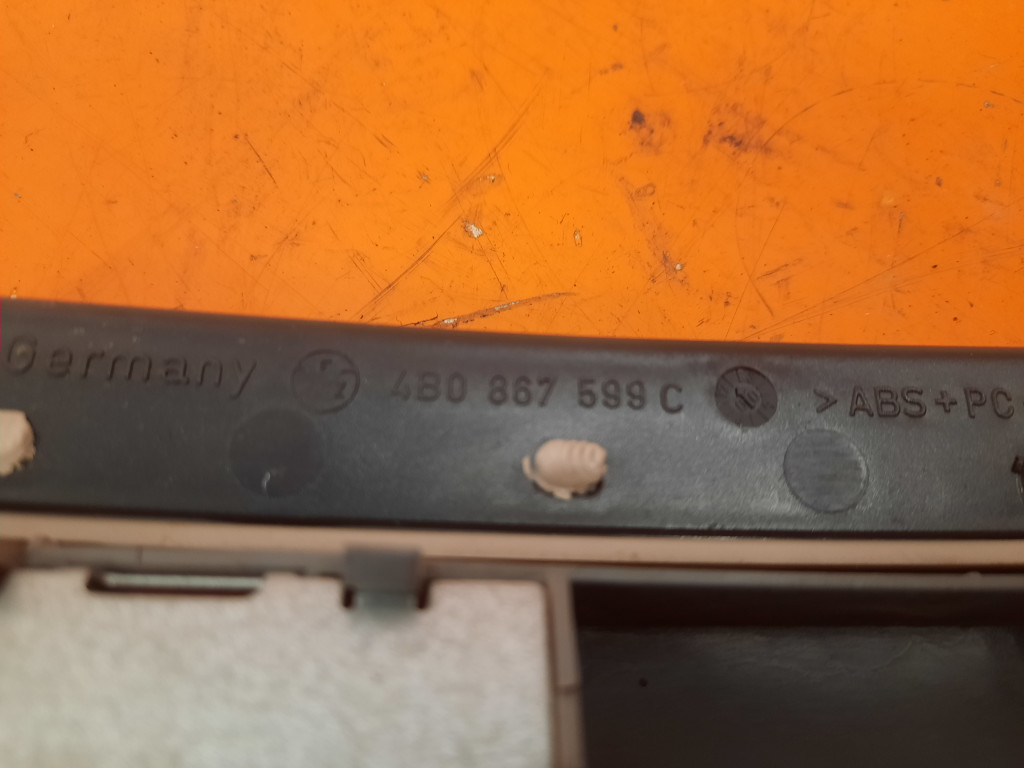 Germany 4B0 867 599 C >ABS+PC